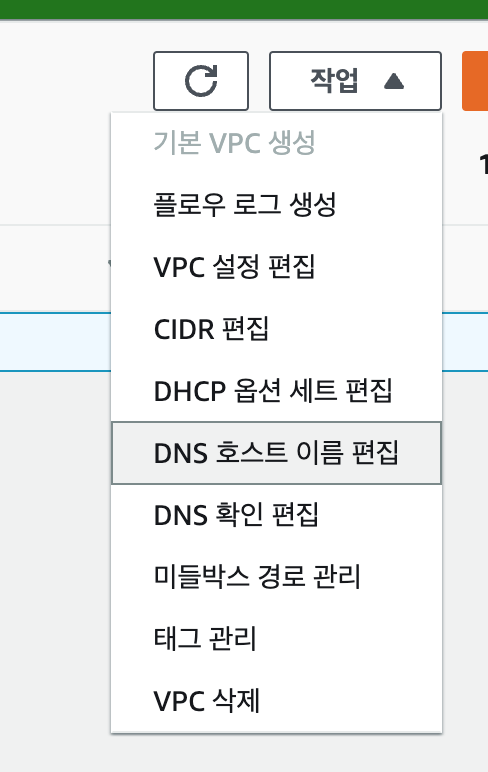 작업
기본 VPC 생성
플로우 로그 생성
VPC 설정 편집
CIDR 편집
DHCP 옵션 세트 편집
DNS 호스트 이름 편집
DNS 확인 편집
미들박스 경로 관리
태그 관리
VPC 삭제